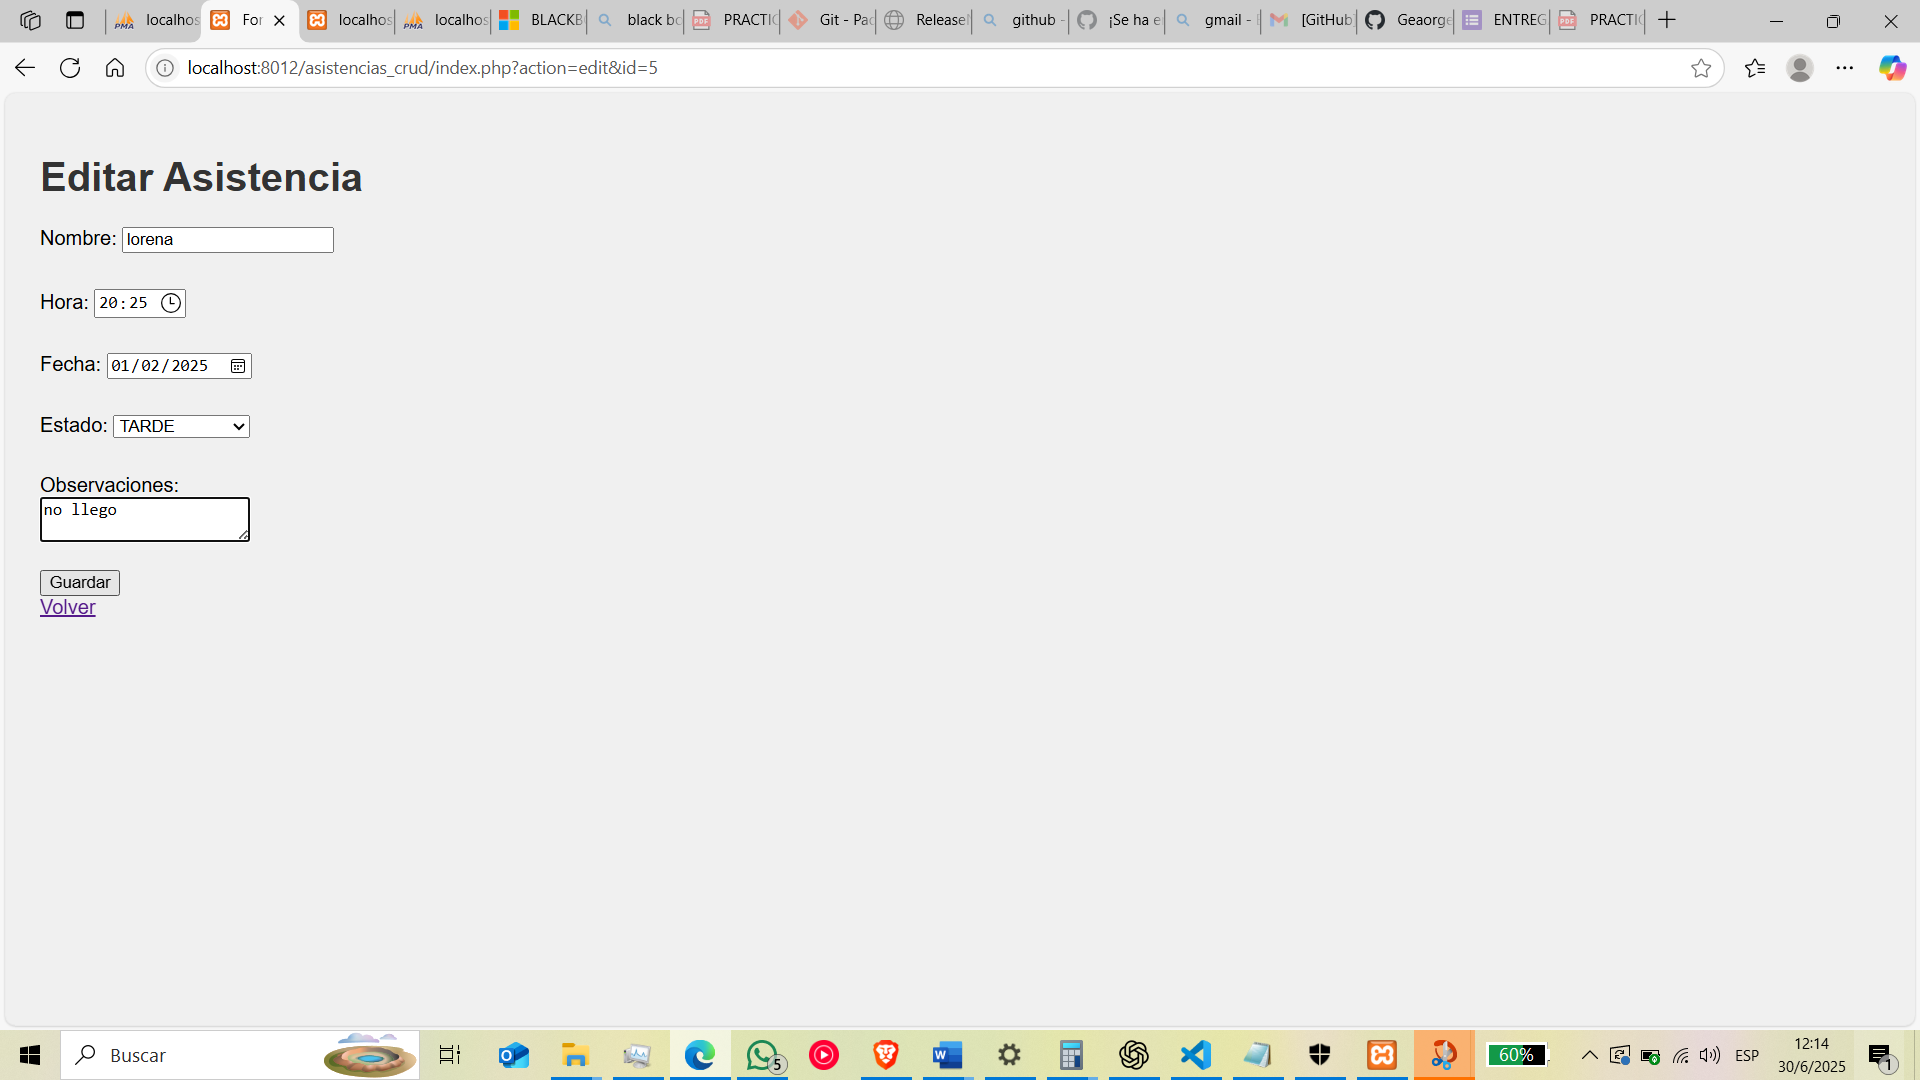 localhos
For
localhos
localhos
BLACKB
black bo
PRACTIC
Git - Pac
Release
github -
¡Se ha e
gmail - 
[GitHub
Geaorge
ENTREG
PRACTIC
localhost:8012/asistencias_crud/index.php?action=edit&id=5
Editar Asistencia
Nombre: lorena
Hora: 20:25
Fecha: 01/02/2025
Estado: TARDE
Observaciones:
no llego
Guardar
Volver
Buscar
5
60%
ESP
12:14
30/6/2025
1